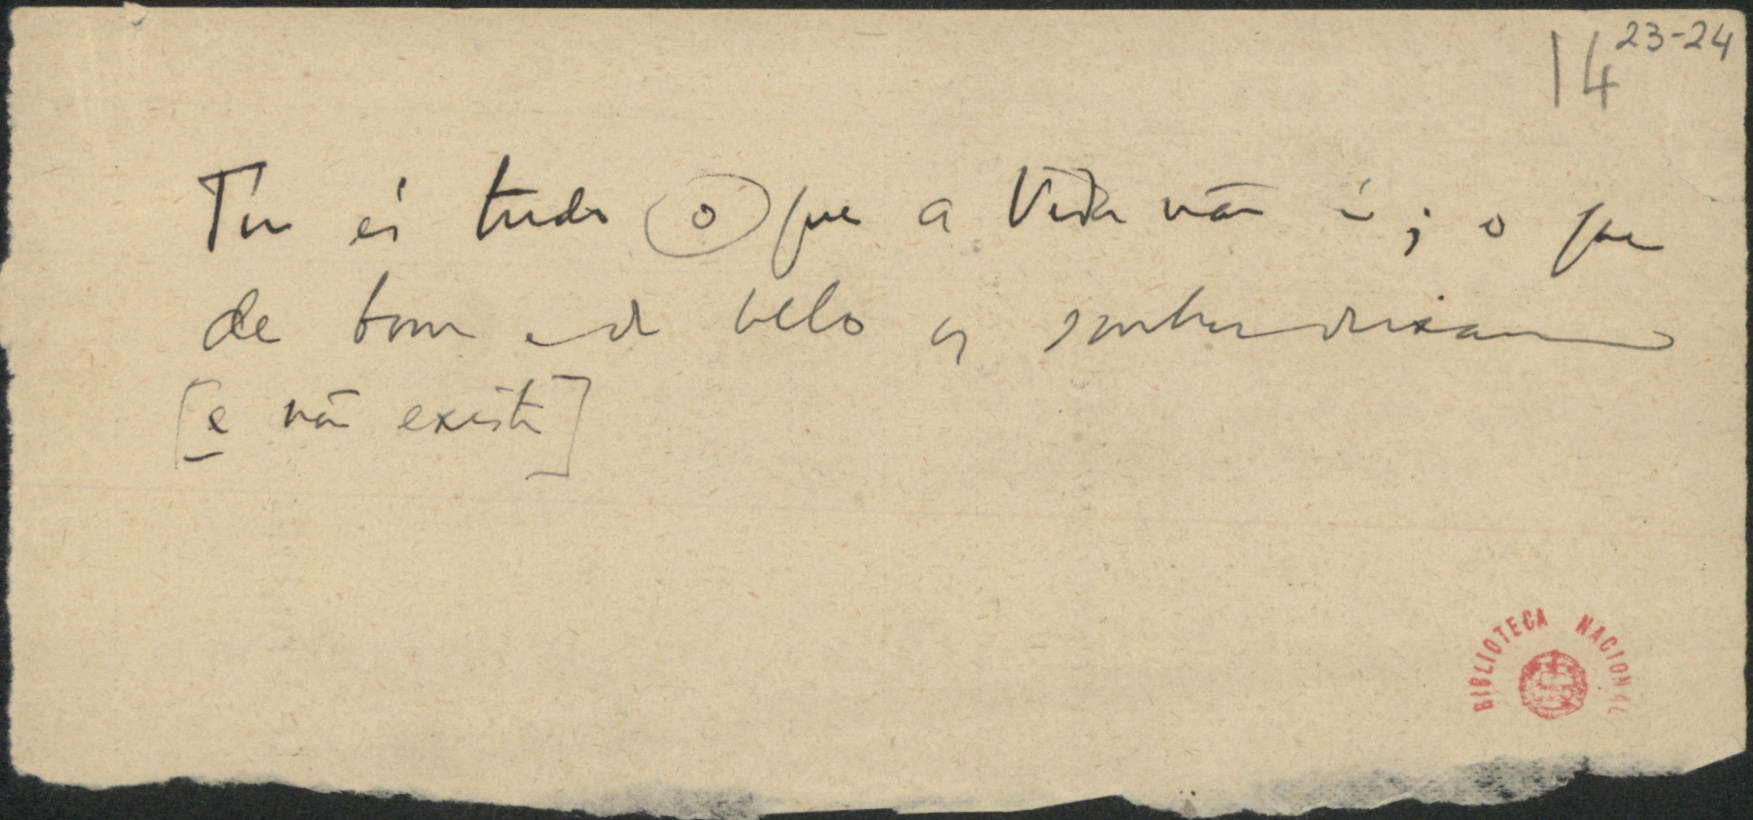 23-24
14
Tu és tudo o que a Vida não é; o que
de bom e de belo os sonhos deixam
[e não existe]
BIBLIOTECA NACIONAL